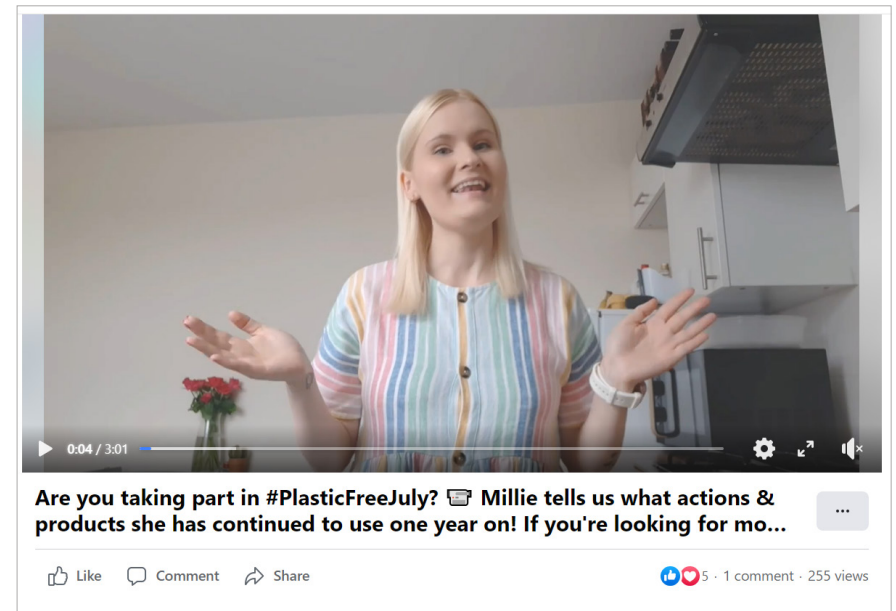 0:04 / 3:01
Are you taking part in #PlasticFreeJuly? Millie tells us what actions &
products she has continued to use one year on! If you're looking for mo...
Like Comment Share 5 · 1 comment · 255 views